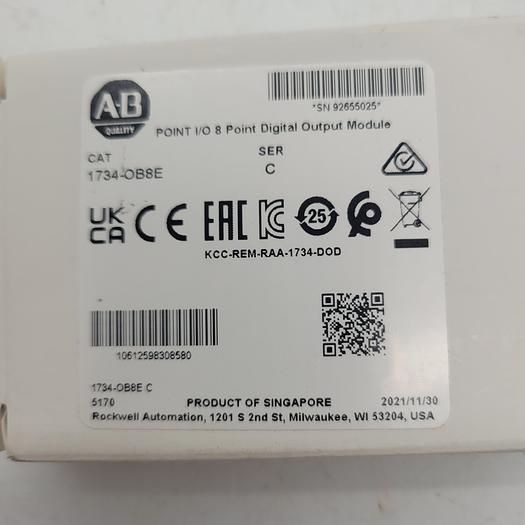 *SN 92655025*
A-B
QUALITY
POINT I/O 8 Point Digital Output Module
CAT
1734-OB8E
SER
C
UK
CA
CE
EAC
25
KCC-REM-RAA-1734-DOD
10612598308580
1734-OB8E C
5170
PRODUCT OF SINGAPORE
2021/11/30
Rockwell Automation, 1201 S 2nd St, Milwaukee, WI 53204, USA